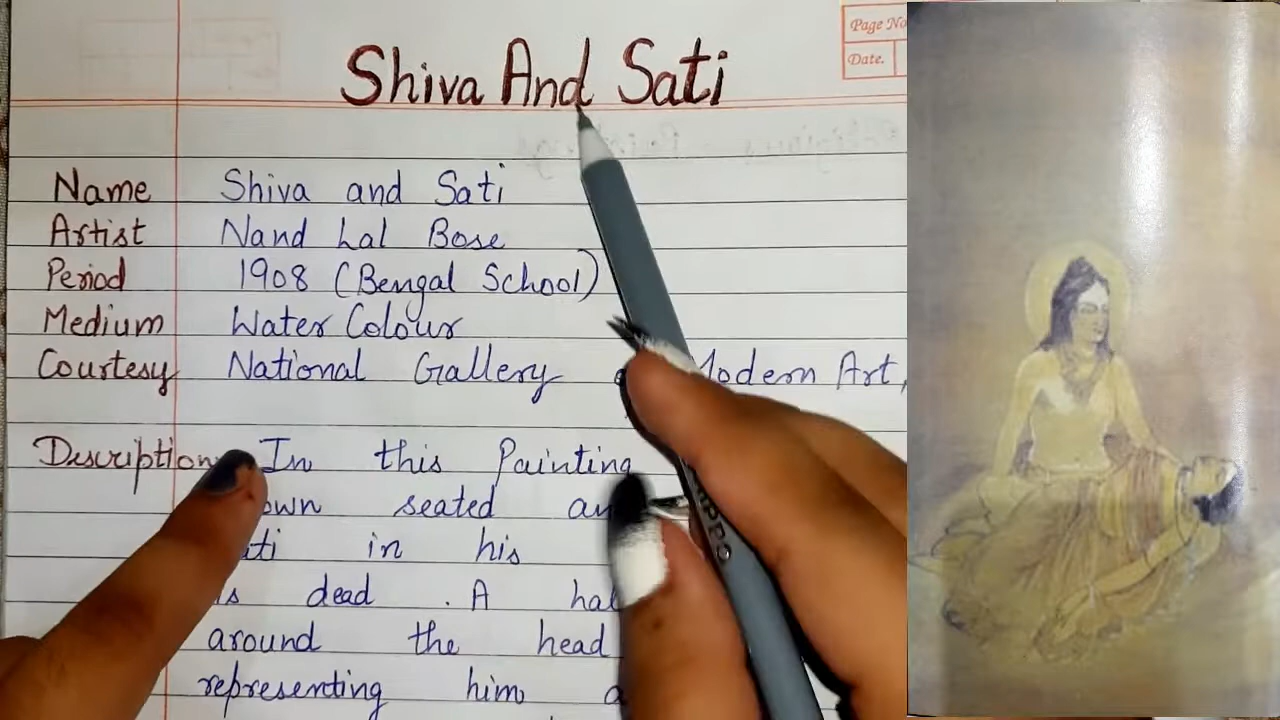 Page No
Date.
Shiva And Sati
Name Shiva and Sati
Artist Nand Lal Bose
Period 1908 (Bengal School)
Medium Water Colour
Courtesy National Gallery Modern Art,
Description In this Painting
seated
in his
dead . A
around the head
representing him